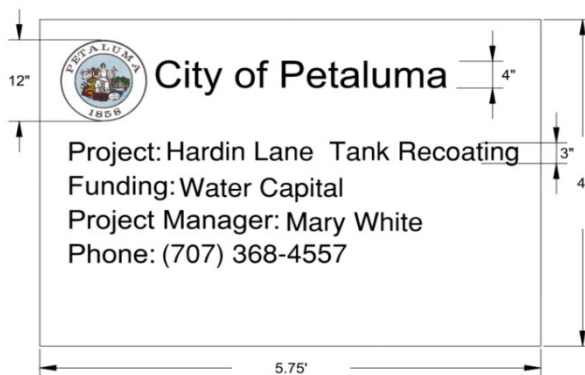 PETALUMA
1858
City of Petaluma
12"
4"
Project: Hardin Lane Tank Recoating
3"
Funding: Water Capital
4
Project Manager: Mary White
Phone: (707) 368-4557
5.75'